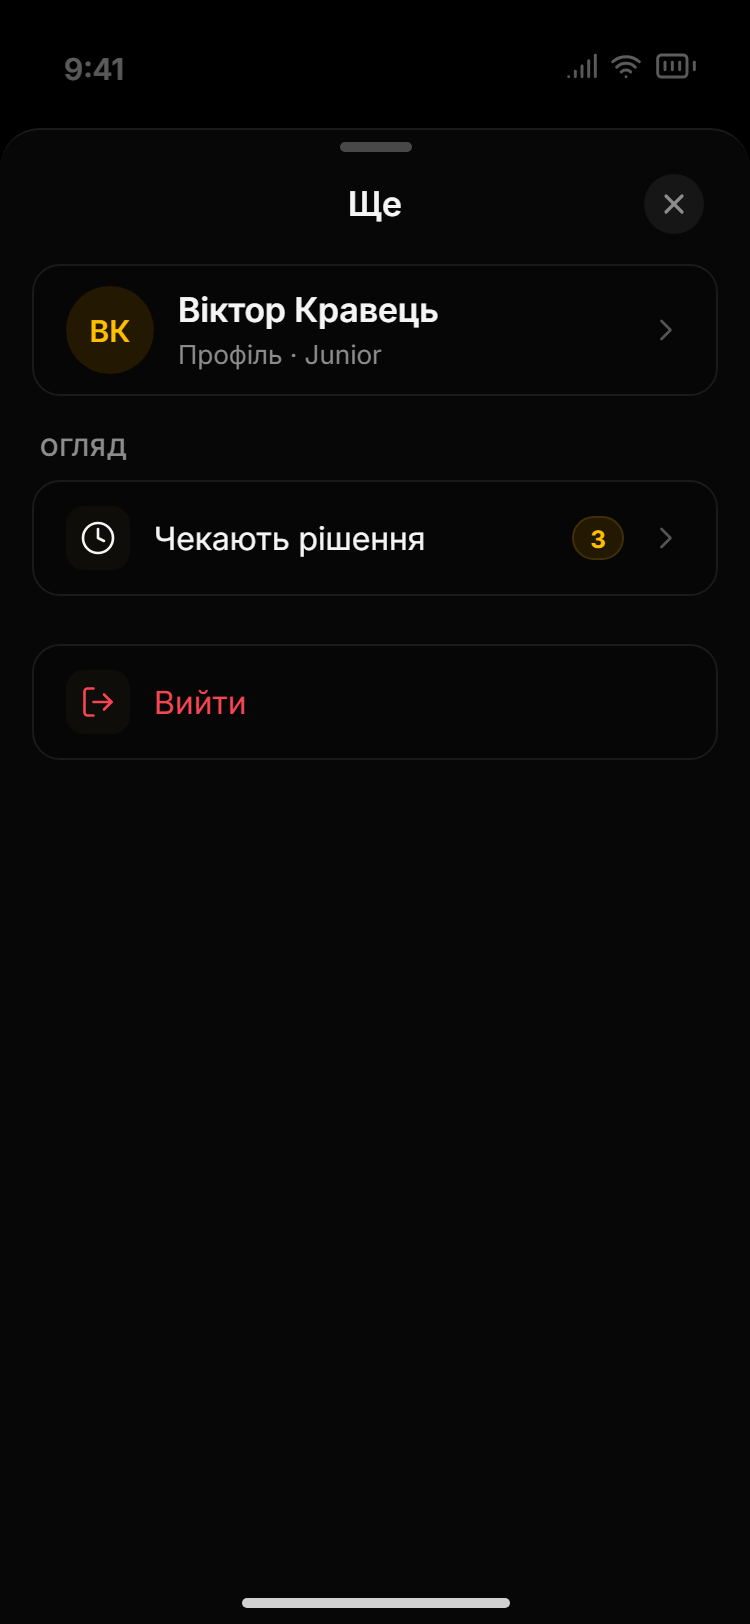 9:41
Ще
ВК
Віктор Кравець
Профіль · Junior
ОГЛЯД
Чекають рішення
3
Вийти